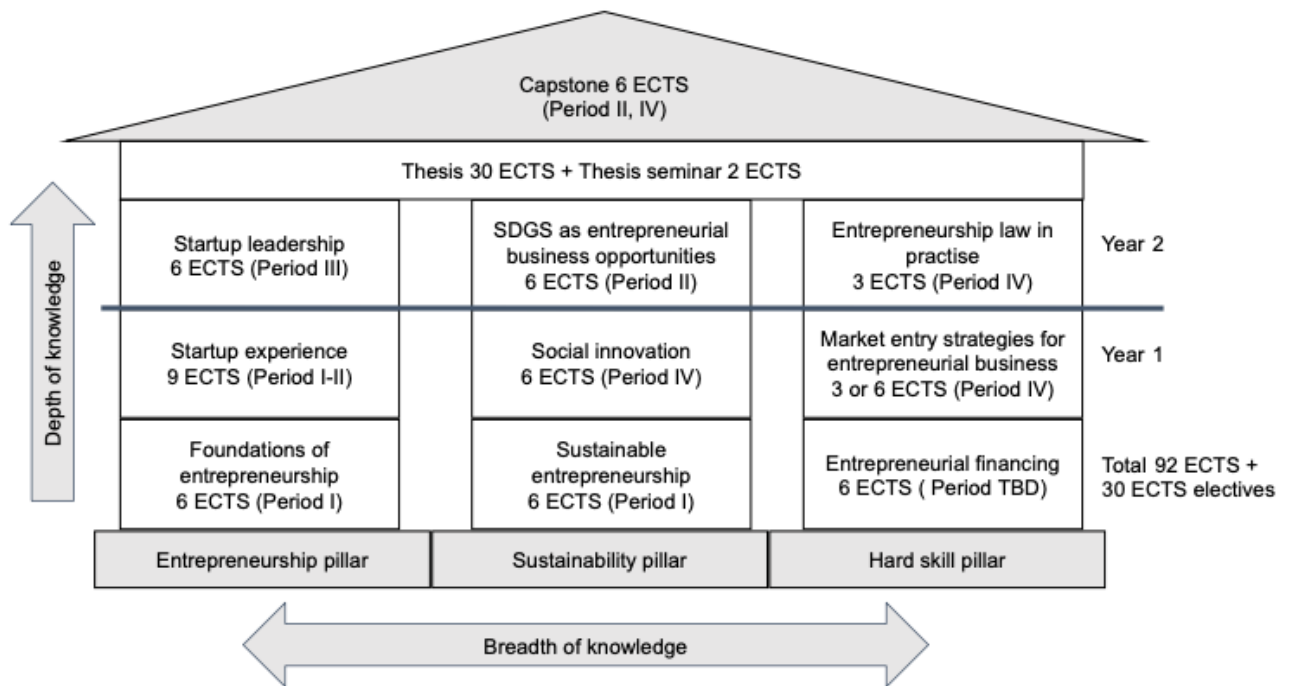 Capstone 6 ECTS
(Period II, IV)
Thesis 30 ECTS + Thesis seminar 2 ECTS
Startup leadership
6 ECTS (Period III)
SDGS as entrepreneurial
business opportunities
6 ECTS (Period II)
Entrepreneurship law in
practise
3 ECTS (Period IV)
Year 2
Startup experience
9 ECTS (Period I-II)
Social innovation
6 ECTS (Period IV)
Market entry strategies for
entrepreneurial business
3 or 6 ECTS (Period IV)
Year 1
Depth of knowledge
Foundations of
entrepreneurship
6 ECTS (Period I)
Sustainable
entrepreneurship
6 ECTS (Period I)
Entrepreneurial financing
6 ECTS ( Period TBD)
Total 92 ECTS +
30 ECTS electives
Entrepreneurship pillar
Sustainability pillar
Hard skill pillar
Breadth of knowledge